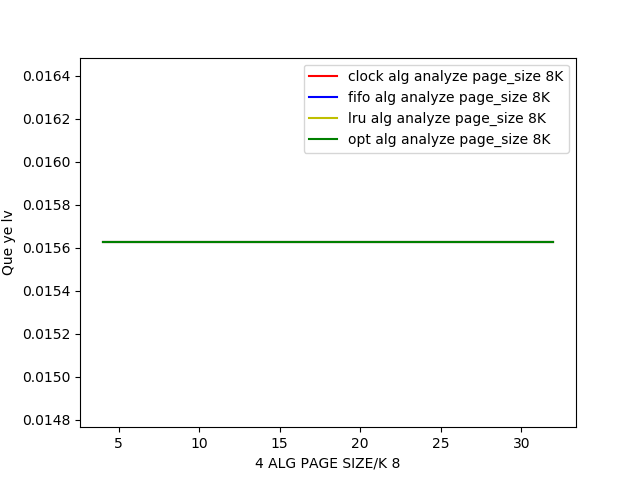 clock alg analyze page_size 8K
fifo alg analyze page_size 8K
lru alg analyze page_size 8K
opt alg analyze page_size 8K
Que ye lv
0.0164
0.0162
0.0160
0.0158
0.0156
0.0154
0.0152
0.0150
0.0148
5 10 15 20 25 30
4 ALG PAGE SIZE/K 8